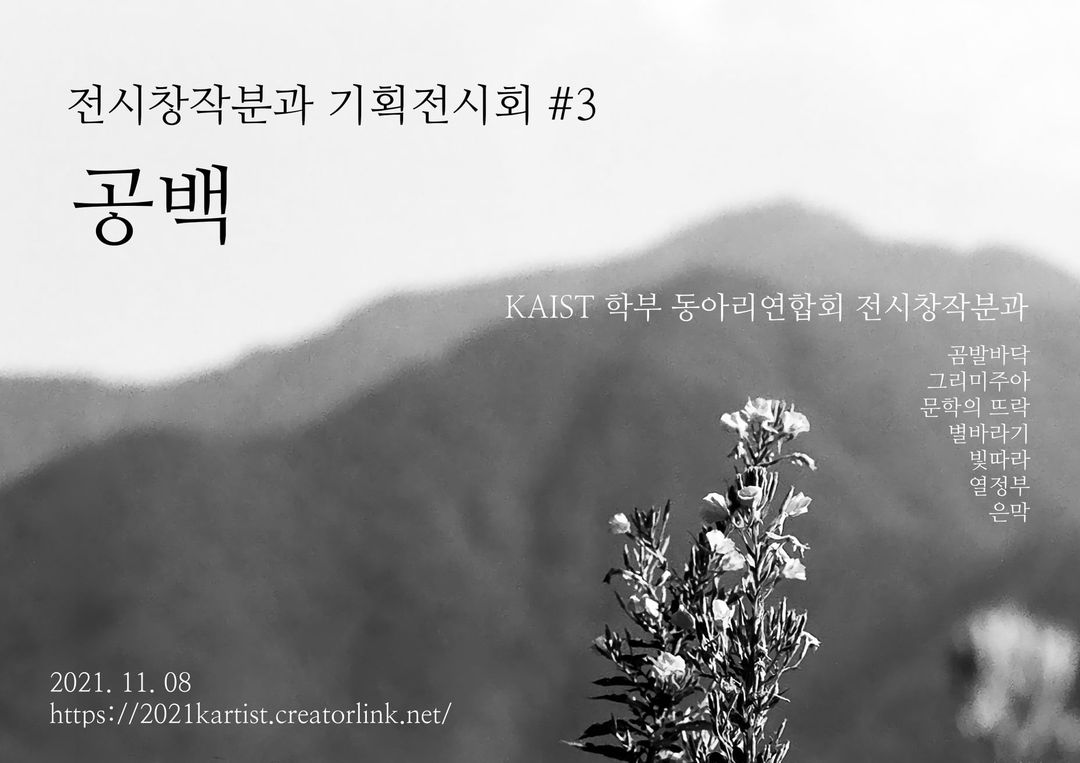 전시창작분과 기획전시회 #3
공백
KAIST 학부 동아리연합회 전시창작분과
곰발바닥
그리미주아
문학의 뜨락
별바라기
빛따라
열정부
은막
2021. 11. 08
https://2021kartist.creatorlink.net/